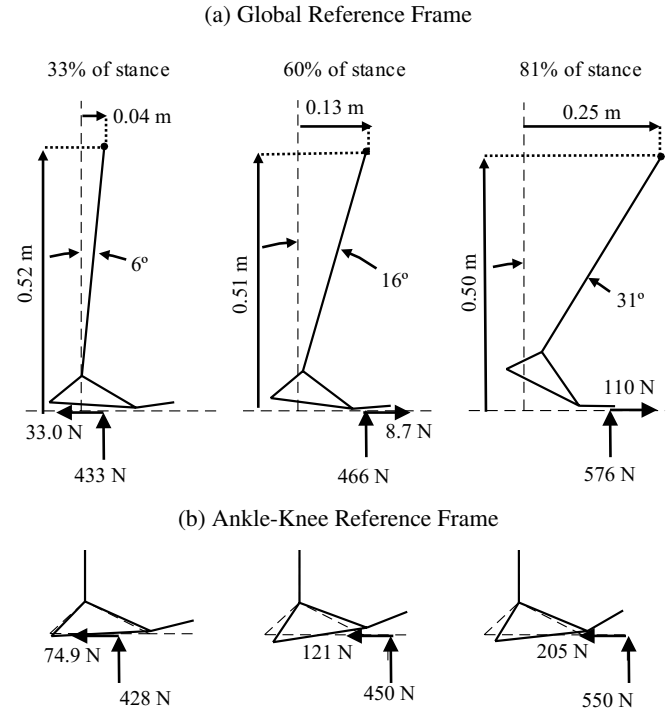 (a) Global Reference Frame
33% of stance
60% of stance
81% of stance
0.04 m
0.13 m
0.25 m
0.52 m
6º
0.51 m
16º
0.50 m
31º
33.0 N
433 N
8.7 N
466 N
110 N
576 N
(b) Ankle-Knee Reference Frame
74.9 N
428 N
121 N
450 N
205 N
550 N